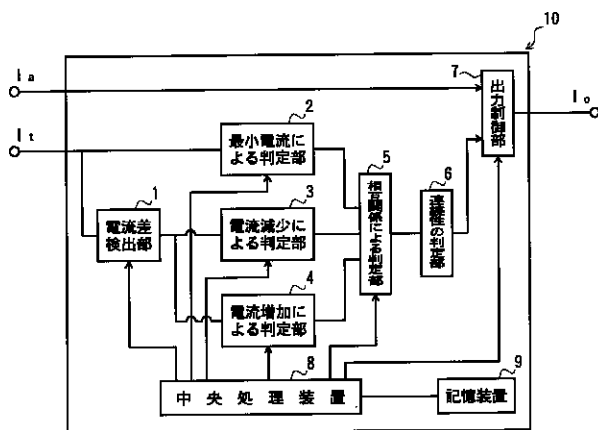 10
Ia
7
出力制御部
Io
It
2
最小電流に
よる判定部
1
電流差
検出部
3
電流減少に
よる判定部
5
相互関係による判定部
6
連続性の判定部
4
電流増加に
よる判定部
8
中央処理装置
9
記憶装置